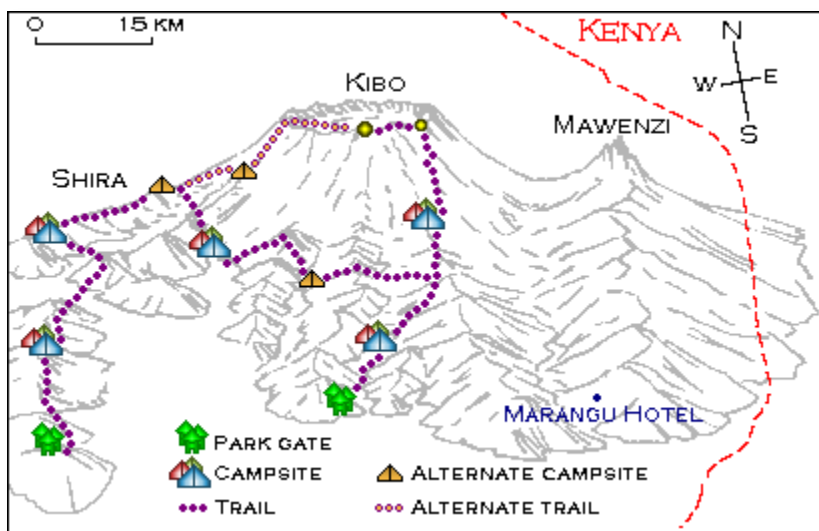 0 15 KM
KENYA
N
W E
S
KIBO
MAWENZI
SHIRA
MARANGU HOTEL
PARK GATE
CAMPSITE ALTERNATE CAMPSITE
TRAIL ALTERNATE TRAIL